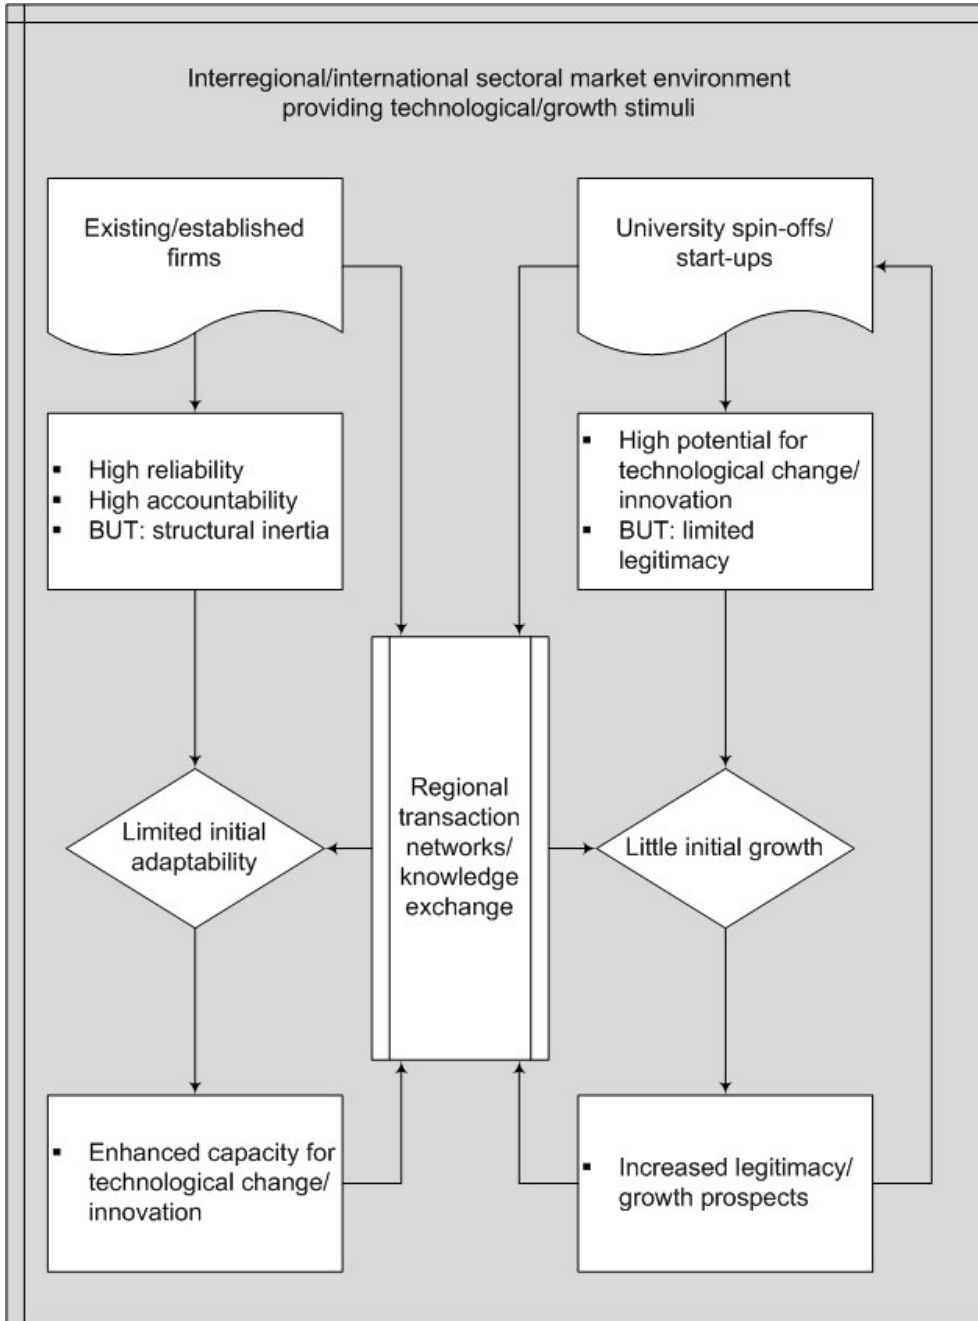 Interregional/international sectoral market environment
providing technological/growth stimuli
Existing/established
firms
University spin-offs/
start-ups
▪ High reliability
▪ High accountability
▪ BUT: structural inertia
▪ High potential for
technological change/
innovation
▪ BUT: limited
legitimacy
Limited initial
adaptability
Regional
transaction
networks/
knowledge
exchange
Little initial growth
▪ Enhanced capacity for
technological change/
innovation
▪ Increased legitimacy/
growth prospects